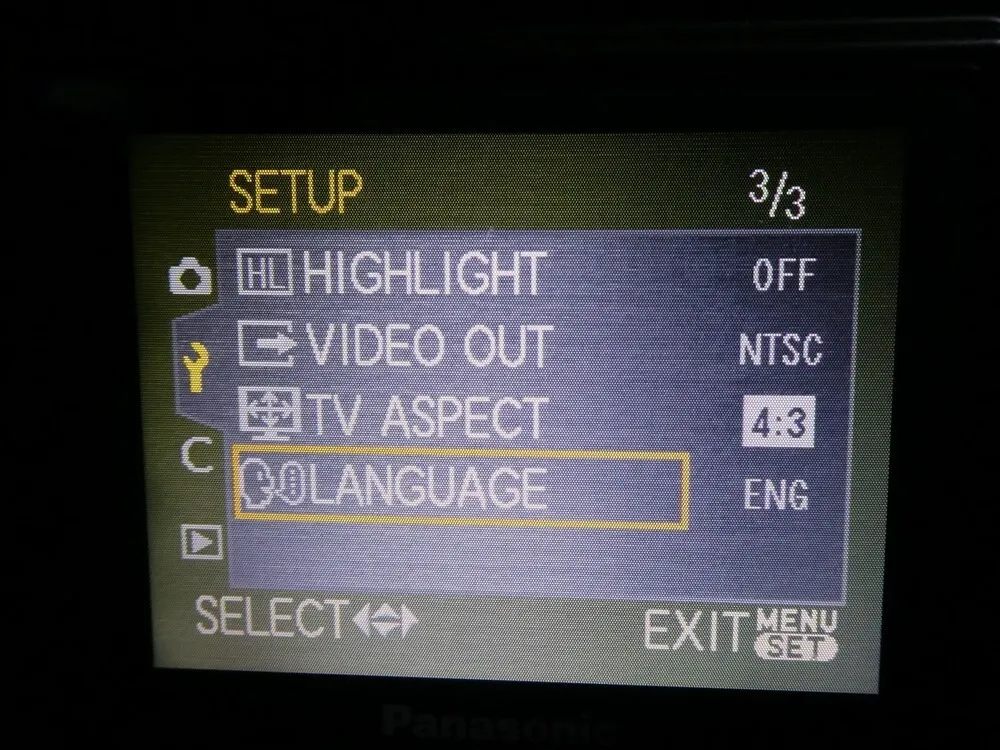 SETUP 3/3
HL HIGHLIGHT OFF
VIDEO OUT NTSC
TV ASPECT 4:3
LANGUAGE ENG
C
SELECT EXIT MENU SET
Panasonic